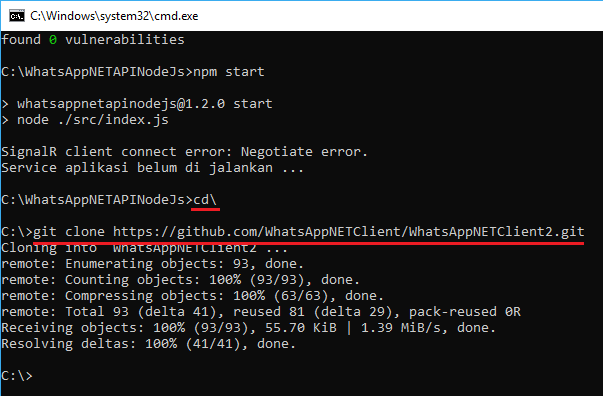 C:\Windows\system32\cmd.exe
found 0 vulnerabilities
C:\WhatsAppNETAPINodeJs>npm start
> whatsappnetapinodejs@1.2.0 start
> node ./src/index.js
SignalR client connect error: Negotiate error.
Service aplikasi belum di jalankan ...
C:\WhatsAppNETAPINodeJs>cd\
C:\>git clone https://github.com/WhatsAppNETClient/WhatsAppNETClient2.git
Cloning into 'WhatsAppNETClient2'...
remote: Enumerating objects: 93, done.
remote: Counting objects: 100% (93/93), done.
remote: Compressing objects: 100% (63/63), done.
remote: Total 93 (delta 41), reused 81 (delta 29), pack-reused 0R
Receiving objects: 100% (93/93), 55.70 KiB | 1.39 MiB/s, done.
Resolving deltas: 100% (41/41), done.
C:\>